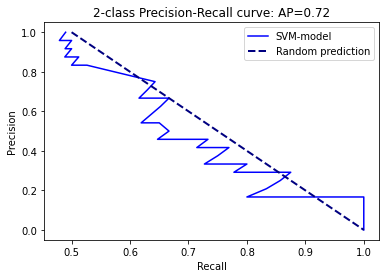 2-class Precision-Recall curve: AP=0.72
SVM-model
Random prediction
Precision
1.0
0.8
0.6
0.4
0.2
0.0
0.5 0.6 0.7 0.8 0.9 1.0
Recall